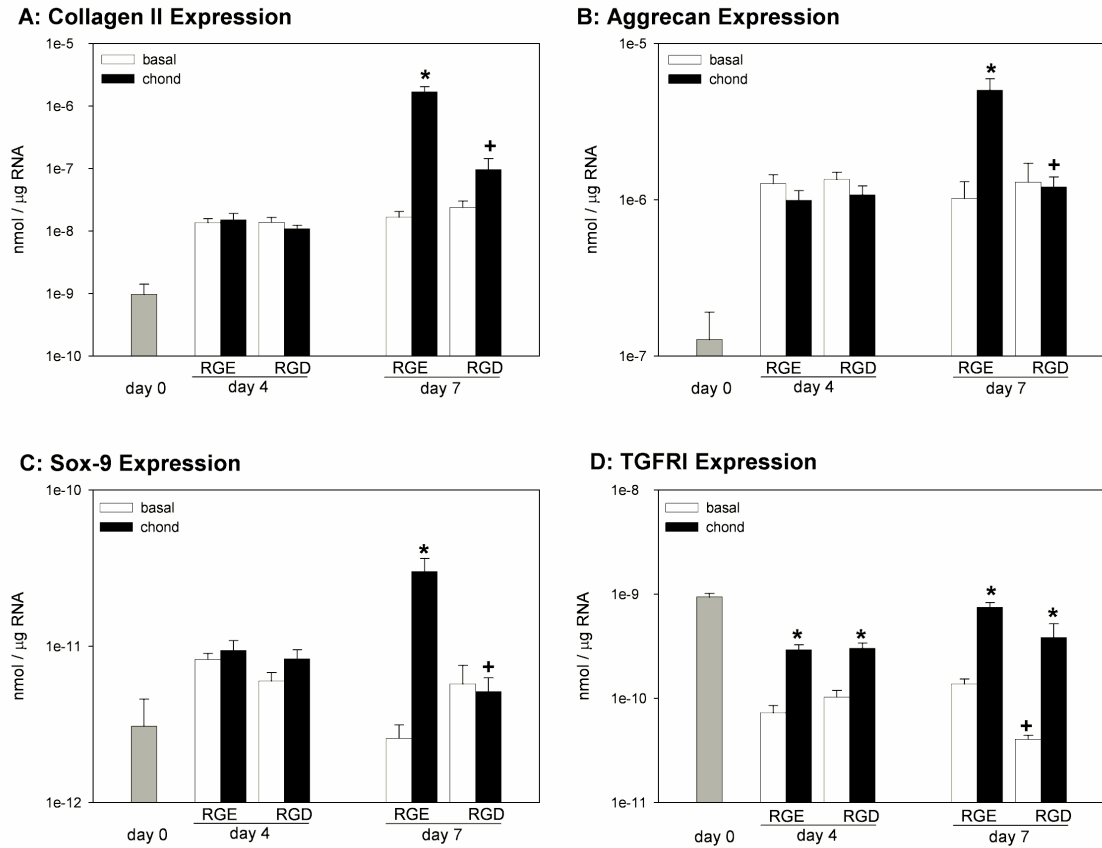 A: Collagen II Expression
1e-5
1e-6
1e-7
1e-8
1e-9
1e-10
nmol / μg RNA
basal
chond
*
+
RGE RGD RGE RGD
day 0 day 4 day 7
B: Aggrecan Expression
1e-5
1e-6
1e-7
nmol / μg RNA
basal
chond
*
+
RGE RGD RGE RGD
day 0 day 4 day 7
C: Sox-9 Expression
1e-10
1e-11
1e-12
nmol / μg RNA
basal
chond
*
+
RGE RGD RGE RGD
day 0 day 4 day 7
D: TGFRI Expression
1e-8
1e-9
1e-10
1e-11
nmol / μg RNA
basal
chond
* * * *
+
RGE RGD RGE RGD
day 0 day 4 day 7